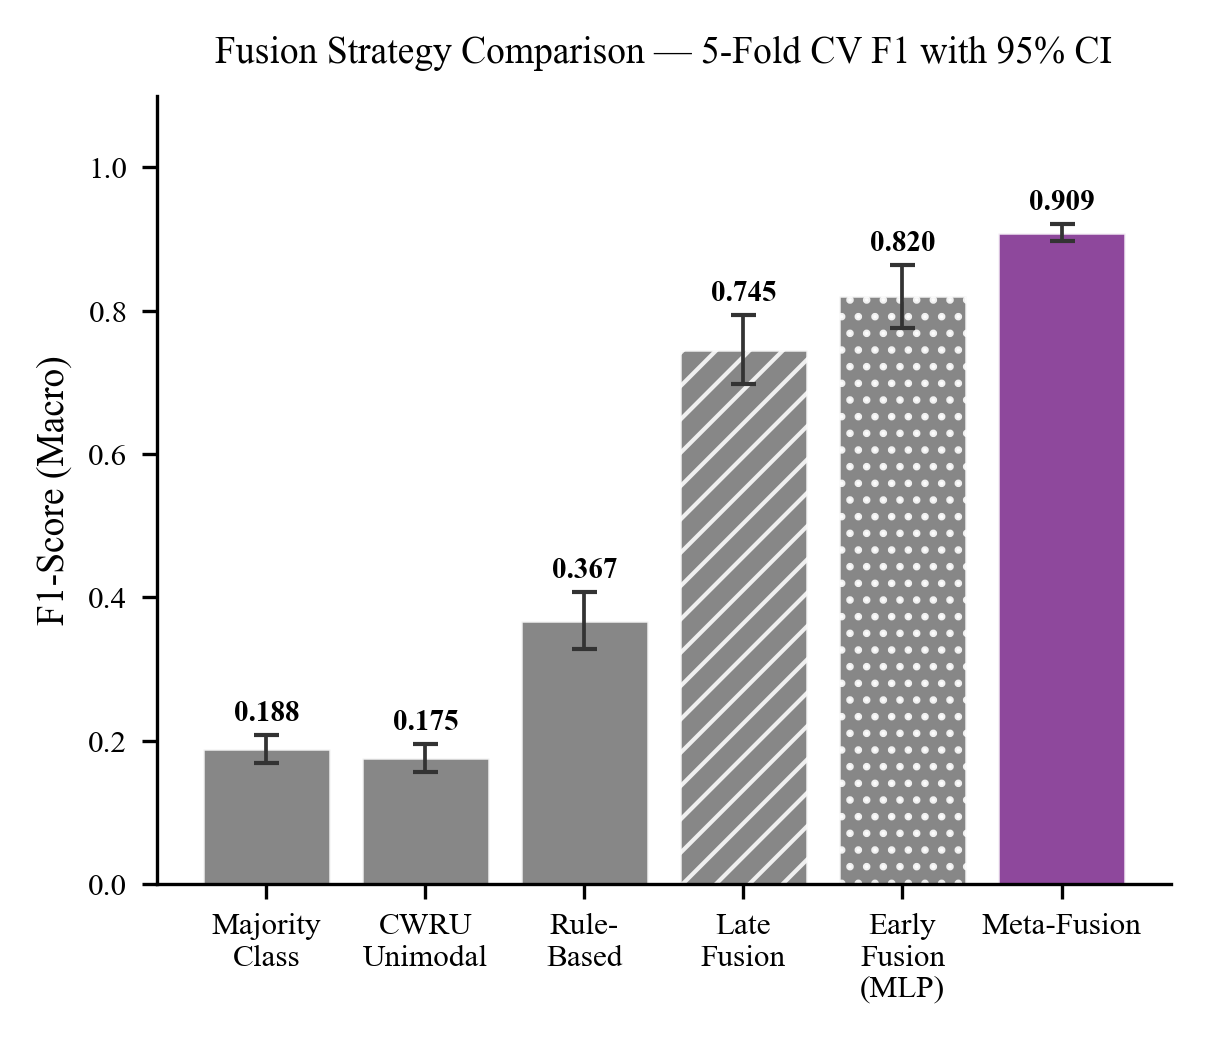 Fusion Strategy Comparison — 5-Fold CV F1 with 95% CI
F1-Score (Macro)
1.0
0.8
0.6
0.4
0.2
0.0
0.188
0.175
0.367
0.745
0.820
0.909
Majority
Class
CWRU
Unimodal
Rule-
Based
Late
Fusion
Early
Fusion
(MLP)
Meta-Fusion